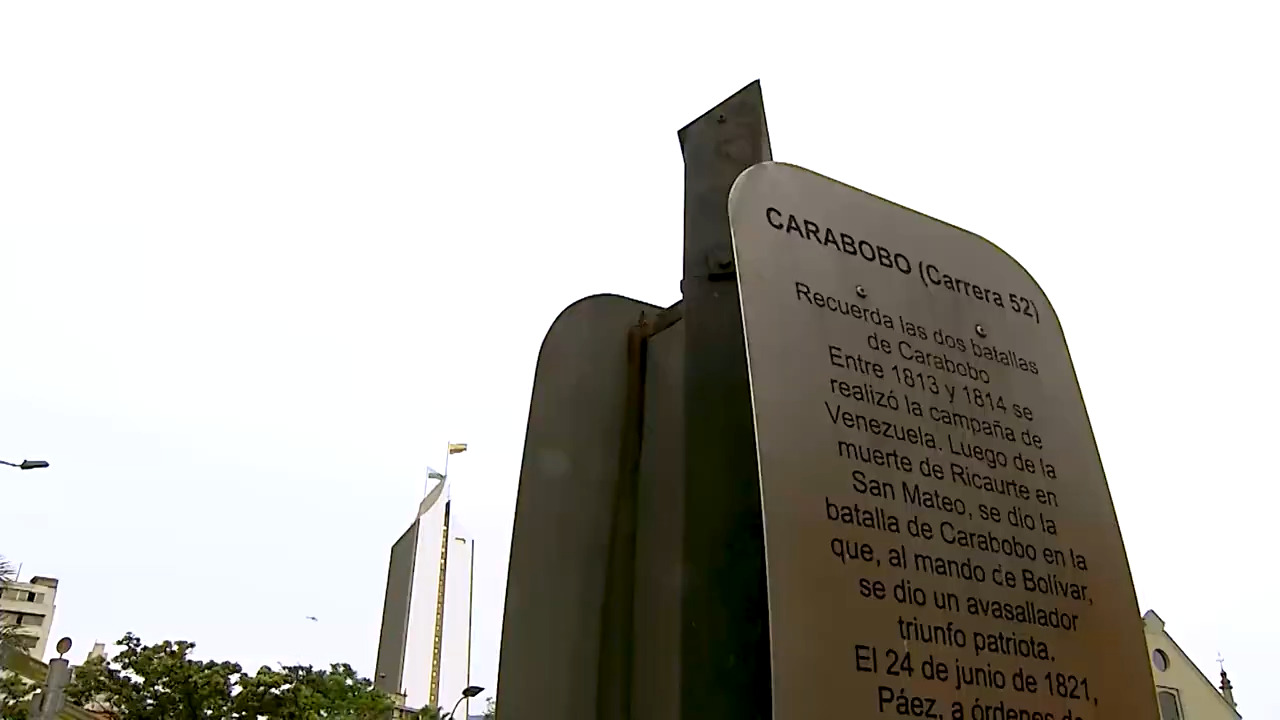 CARABOBO (Carrera 52)
Recuerda las dos batallas
de Carabobo
Entre 1813 y 1814 se
realizó la campaña de
Venezuela. Luego de la
muerte de Ricaurte en
San Mateo, se dio la
batalla de Carabobo en la
que, al mando de Bolívar,
se dio un avasallador
triunfo patriota.
El 24 de junio de 1821,
Páez, a órdenes de